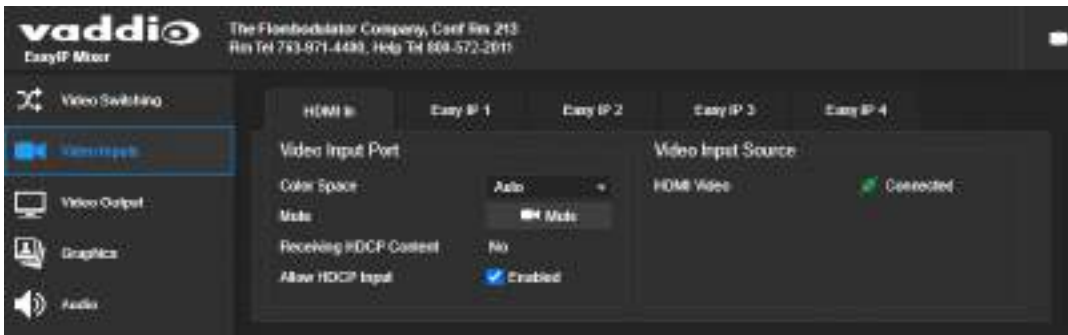 vaddio
EasyIP Mixer
The Flambodulator Company, Conf Rm 213
Rm Tel 763-971-4400, Help Tel 800-572-2011
Video Switching
Video Inputs
Video Output
Graphics
Audio
HDMI In
Easy IP 1
Easy IP 2
Easy IP 3
Easy IP 4
Video Input Port
Color Space
Auto
Mute
Mute
Receiving HDCP Content
No
Allow HDCP Input
Enabled
Video Input Source
HDMI Video
Connected